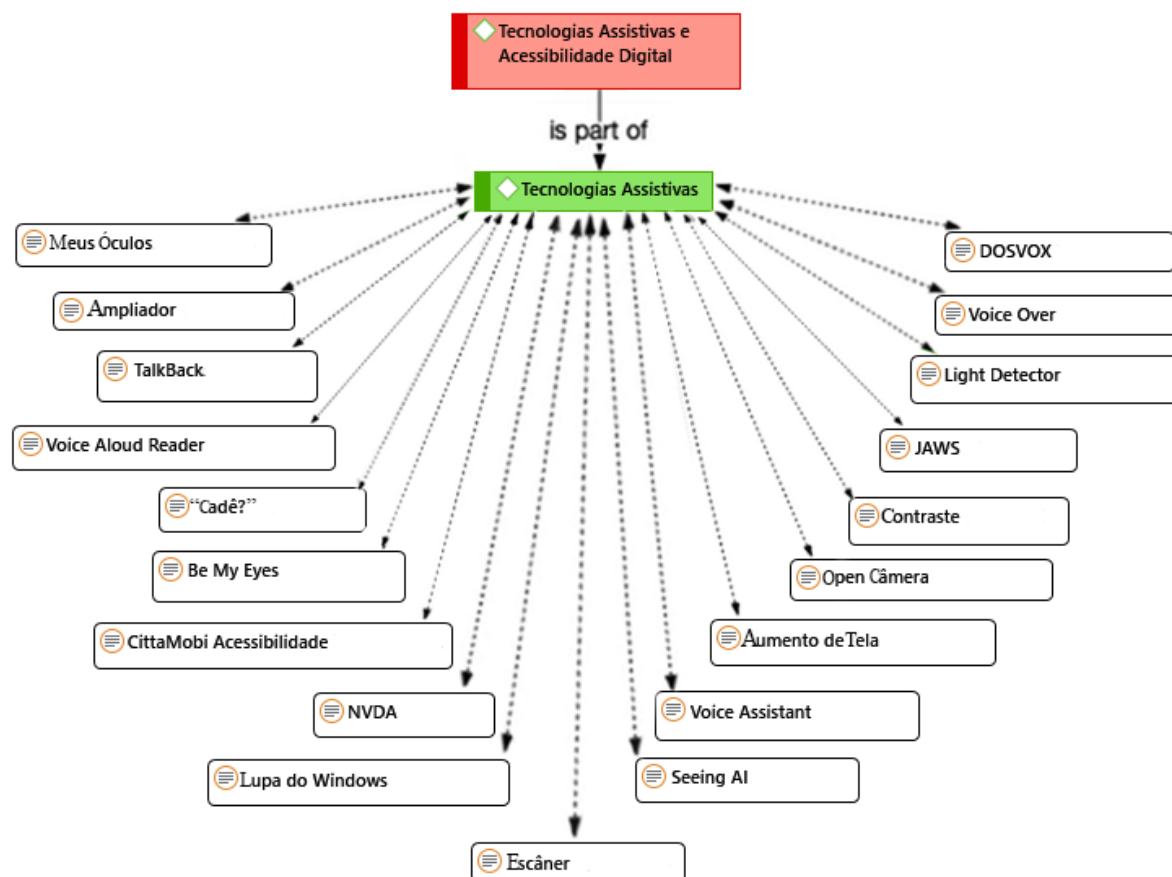 Tecnologias Assistivas e
Acessibilidade Digital
is part of
Tecnologias Assistivas
Meus Óculos
DOSVOX
Ampliador
Voice Over
TalkBack
Light Detector
Voice Aloud Reader
JAWS
“Cadê?”
Contraste
Be My Eyes
Open Câmera
CittaMobi Acessibilidade
Aumento de Tela
NVDA
Voice Assistant
Lupa do Windows
Seeing AI
Escâner